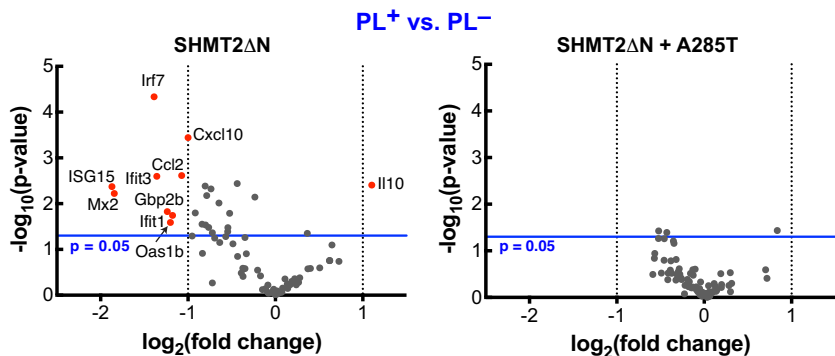 PL⁺ vs. PL⁻
SHMT2ΔN
-log₁₀(p-value)
5
4
3
2
1
0
Irf7
Cxcl10
Ccl2
Ifit3
ISG15
Mx2
Gbp2b
Ifit1
Oas1b
Il10
p = 0.05
-2
-1
0
1
log₂(fold change)
SHMT2ΔN + A285T
-log₁₀(p-value)
5
4
3
2
1
0
p = 0.05
-2
-1
0
1
log₂(fold change)